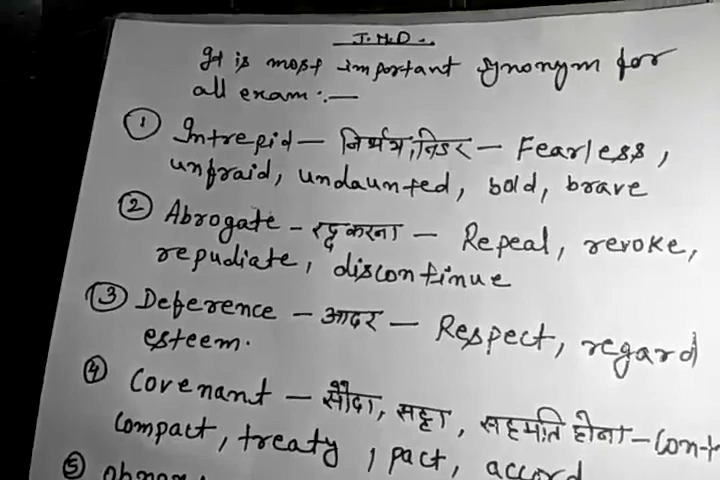 J.M.D.
It is most important synonym for
all exam :—
① Intrepid — निर्भय, निडर — Fearless,
unfraid, undaunted, bold, brave
② Abrogate - रद्द करना — Repeal, revoke,
repudiate, discontinue
③ Deference - आदर — Respect, regard
esteem.
④ Covenant — सौदा, सट्टा, सहमति होना -
compact, treaty, pact, accord
⑤